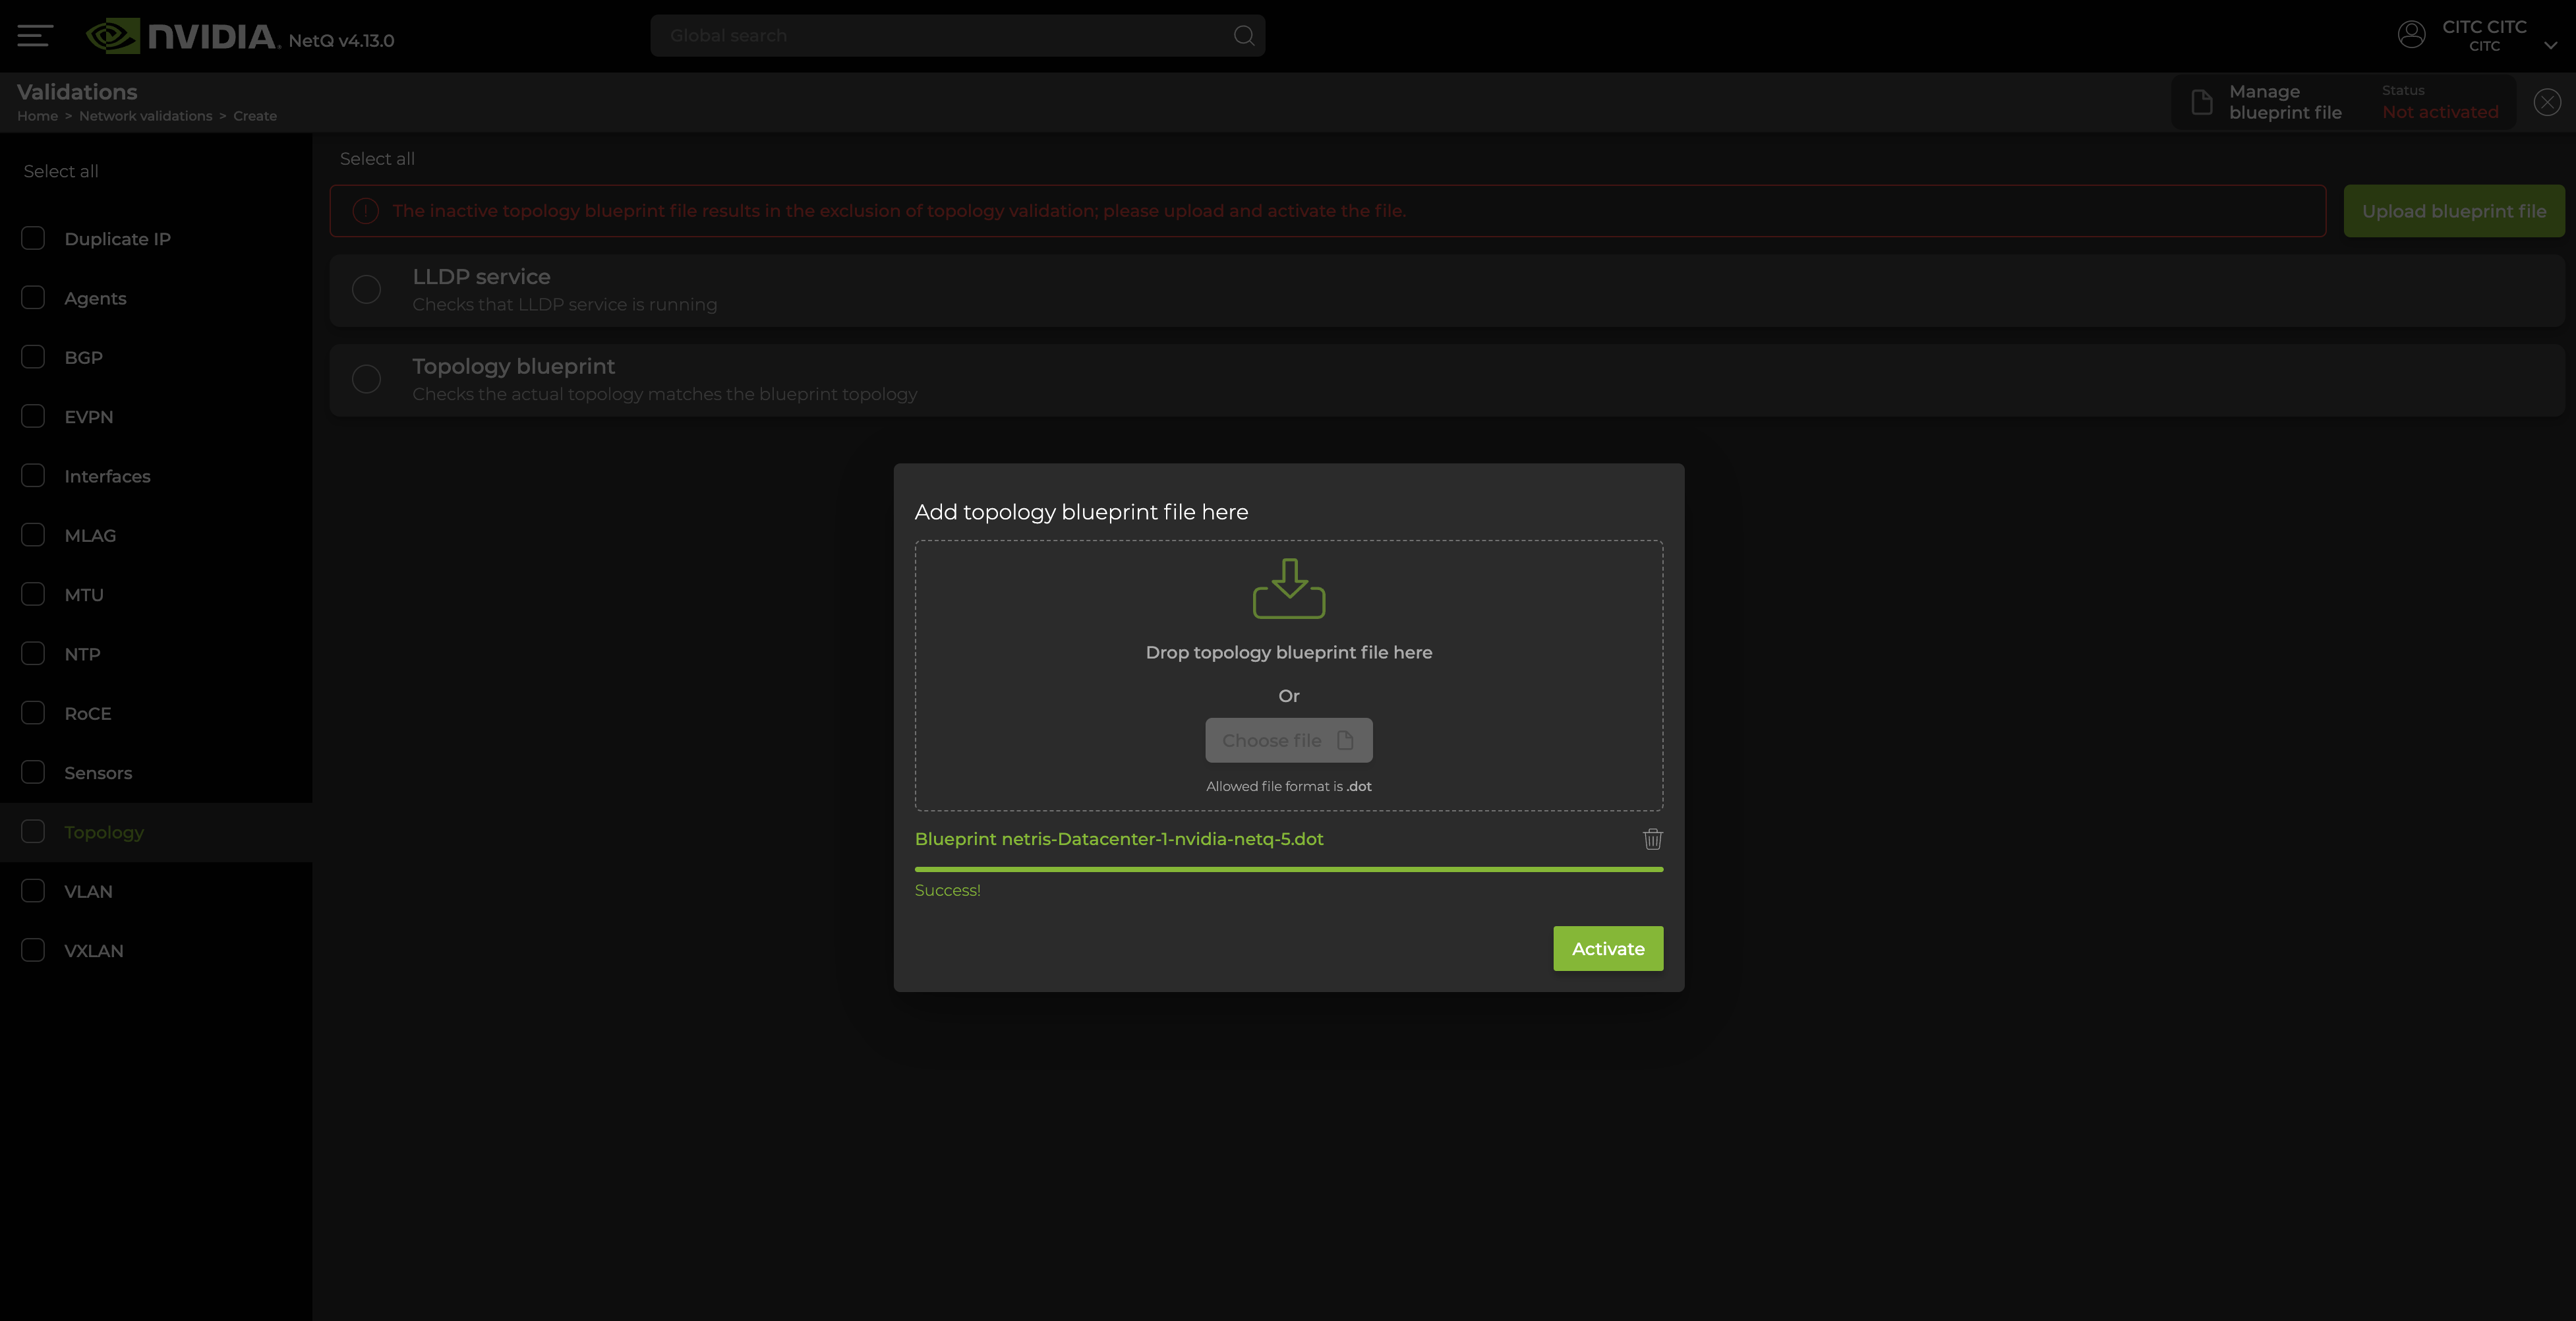 NVIDIA. NetQ v4.13.0
Global search
CITC CITC
CITC
Validations
Home > Network validations > Create
Manage
blueprint file
Status
Not activated
Select all
Duplicate IP
Agents
BGP
EVPN
Interfaces
MLAG
MTU
NTP
RoCE
Sensors
Topology
VLAN
VXLAN
Select all
The inactive topology blueprint file results in the exclusion of topology validation; please upload and activate the file.
Upload blueprint file
LLDP service
Checks that LLDP service is running
Topology blueprint
Checks the actual topology matches the blueprint topology
Add topology blueprint file here
Drop topology blueprint file here
Or
Choose file
Allowed file format is .dot
Blueprint netris-Datacenter-1-nvidia-netq-5.dot
Success!
Activate